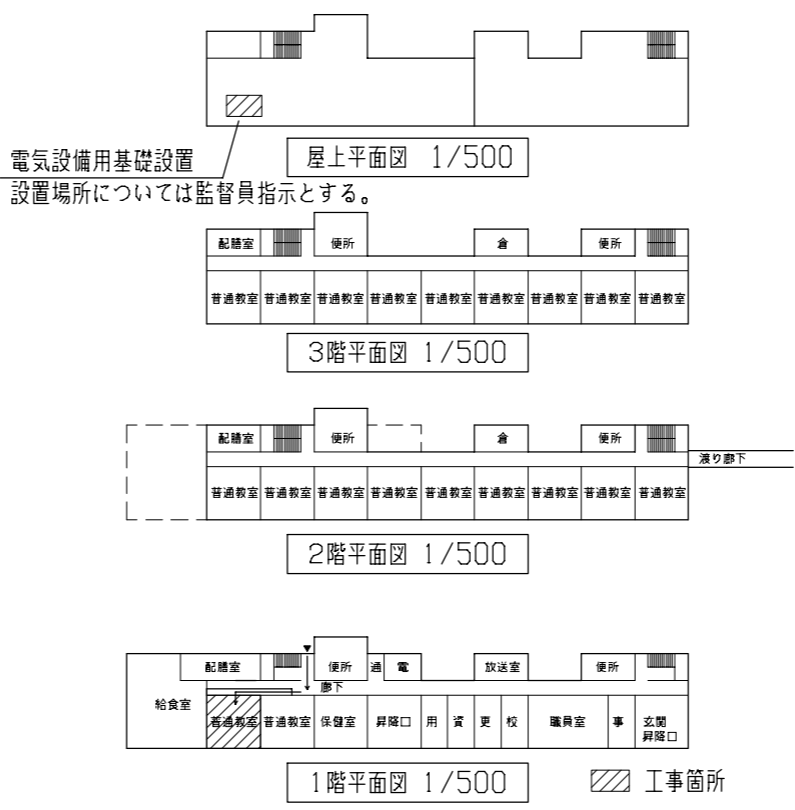 屋上平面図 1/500
電気設備用基礎設置
設置場所については監督員指示とする。
配膳室 便所 倉 便所
普通教室 普通教室 普通教室 普通教室 普通教室 普通教室 普通教室 普通教室 普通教室
3階平面図 1/500
配膳室 便所 倉 便所
渡り廊下
普通教室 普通教室 普通教室 普通教室 普通教室 普通教室 普通教室 普通教室 普通教室
2階平面図 1/500
配膳室 便所 通 電 放送室 便所
廊下
給食室
普通教室 普通教室 保健室 昇降口 用 資 更 校 職員室 事 玄関
昇降口
1階平面図 1/500
工事箇所